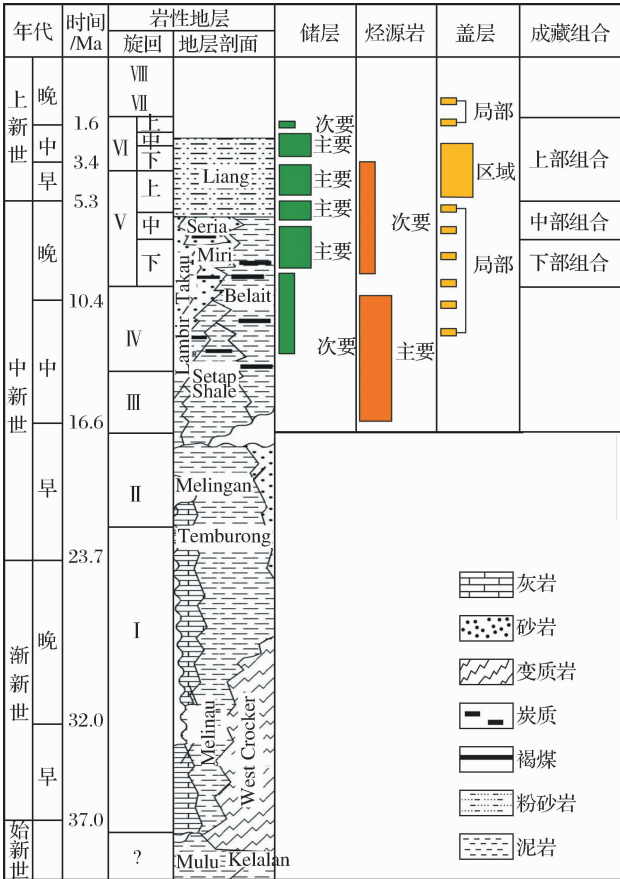 年代
时间
/Ma
岩性地层
旋回
地层剖面
储层
烃源岩
盖层
成藏组合
上新世
晚
中
早
中新世
晚
中
早
渐新世
晚
早
始新世
1.6
3.4
5.3
10.4
16.6
23.7
32.0
37.0
Ⅷ
Ⅶ
Ⅵ
上
中
下
Ⅴ
上
中
下
Ⅳ
Ⅲ
Ⅱ
Ⅰ
?
Liang
Seria
Miri
Lambir
Takau
Belait
Setap
Shale
Melingan
Temburong
Melinau
West Crocker
Mulu
Kelalan
次要
主要
主要
主要
主要
次要
次要
主要
局部
区域
局部
上部组合
中部组合
下部组合
灰岩
砂岩
变质岩
炭质
褐煤
粉砂岩
泥岩